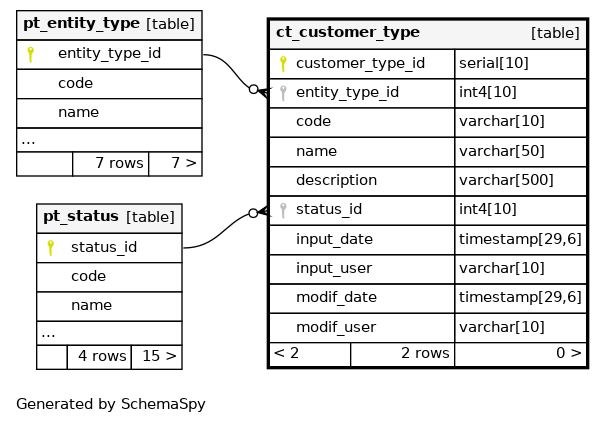 pt_entity_type [table]
entity_type_id
code
name
...
7 rows 7 >
pt_status [table]
status_id
code
name
...
4 rows 15 >
ct_customer_type [table]
customer_type_id serial[10]
entity_type_id int4[10]
code varchar[10]
name varchar[50]
description varchar[500]
status_id int4[10]
input_date timestamp[29,6]
input_user varchar[10]
modif_date timestamp[29,6]
modif_user varchar[10]
< 2 2 rows 0 >
Generated by SchemaSpy